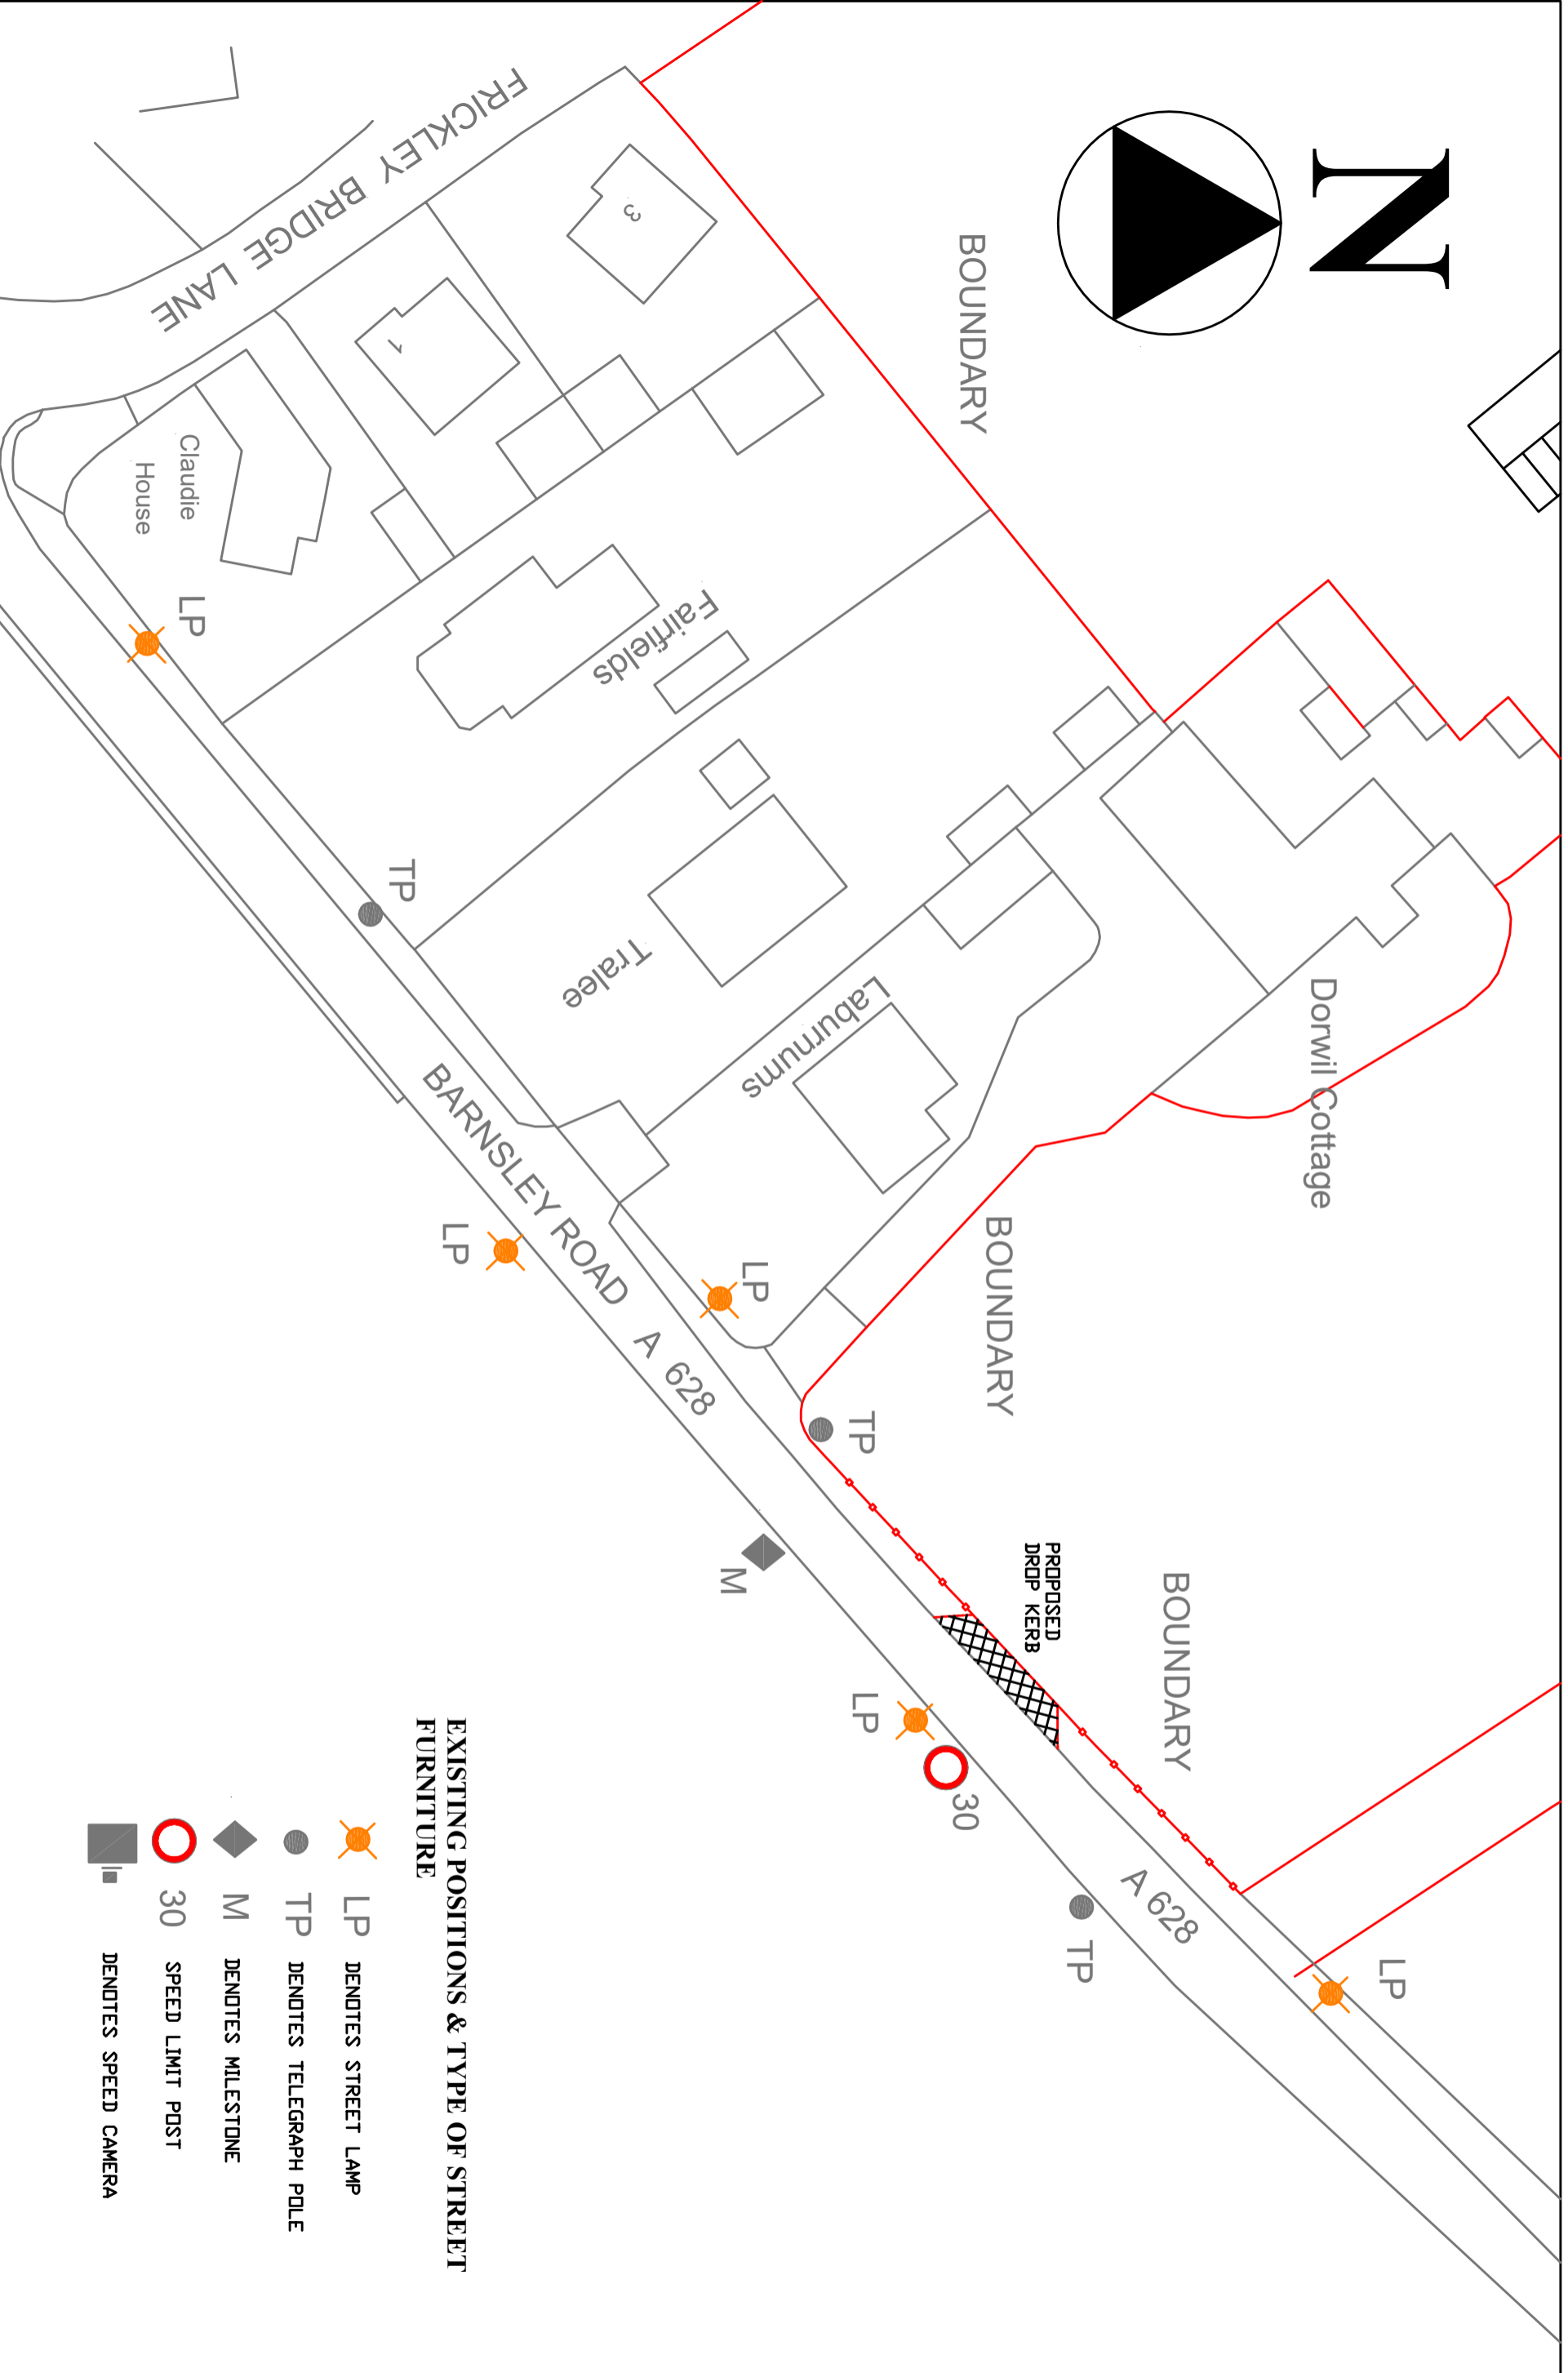 N
BOUNDARY
FRICKLEY BRIDGE LANE
3
1
Claudie
House
LP
Fairfields
TP
Tralee
Laburnums
Dorwil Cottage
BOUNDARY
BARNSLEY ROAD A 628
LP
LP
TP
M
PROPOSED
DROP KERB
BOUNDARY
LP
30
A 628
TP
LP
EXISTING POSITIONS & TYPE OF STREET
FURNITURE
LP DENOTES STREET LAMP
TP DENOTES TELEGRAPH POLE
M DENOTES MILESTONE
30 SPEED LIMIT POST
DENOTES SPEED CAMERA